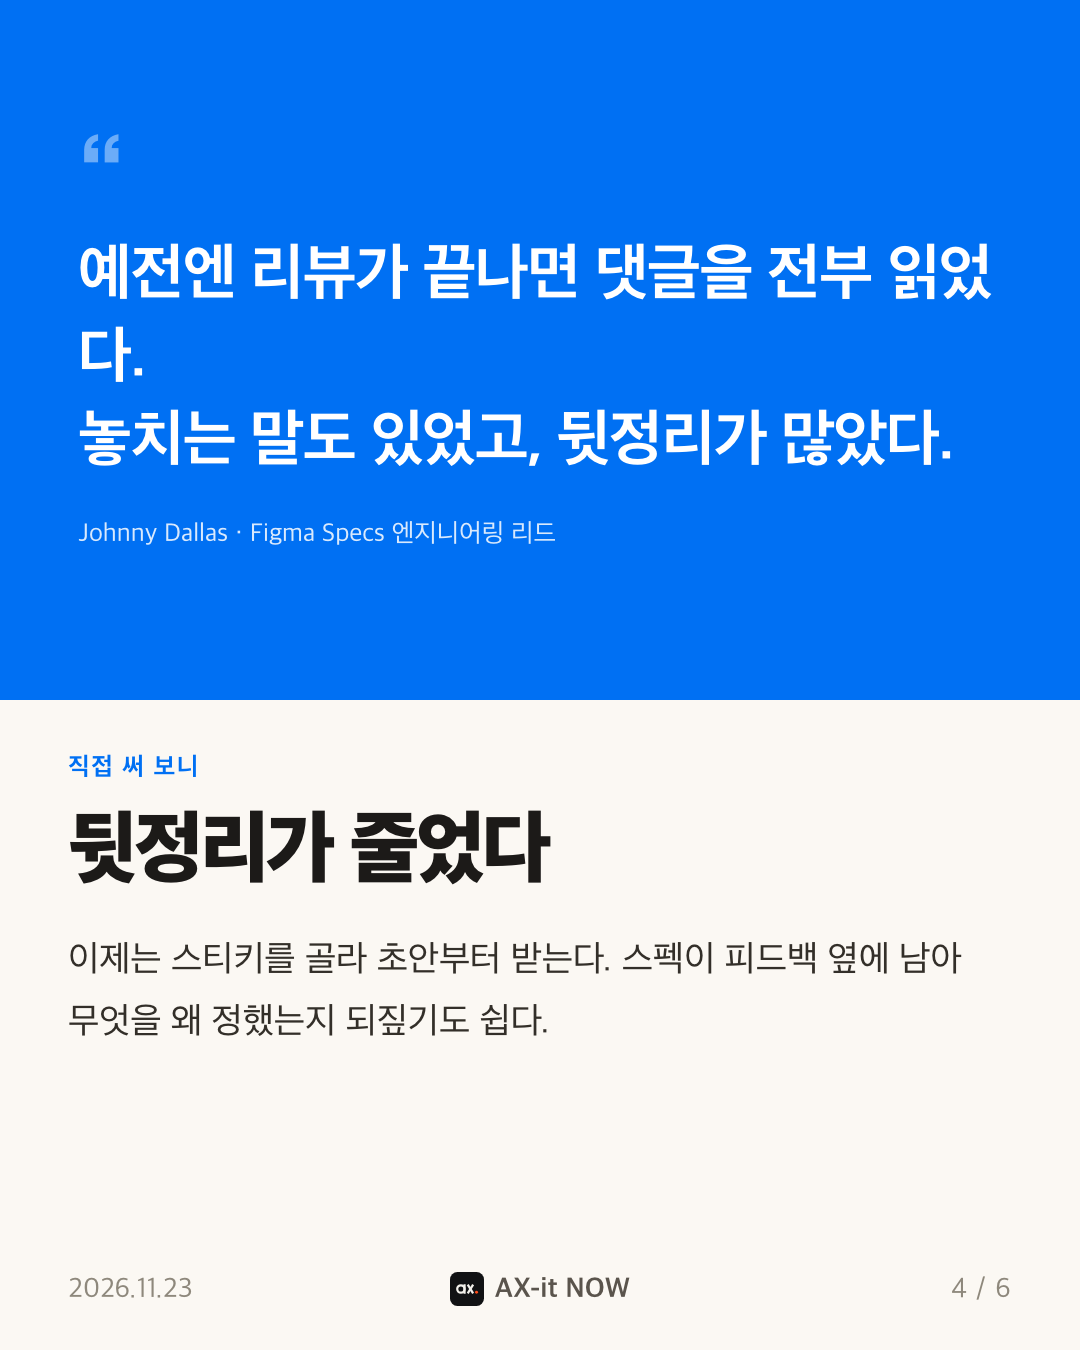 “
예전엔 리뷰가 끝나면 댓글을 전부 읽었
다.
놓치는 말도 있었고, 뒷정리가 많았다.
Johnny Dallas · Figma Specs 엔지니어링 리드
직접 써 보니
뒷정리가 줄었다
이제는 스티키를 골라 초안부터 받는다. 스펙이 피드백 옆에 남아
무엇을 왜 정했는지 되짚기도 쉽다.
2026.11.23
ax. AX-it NOW
4 / 6